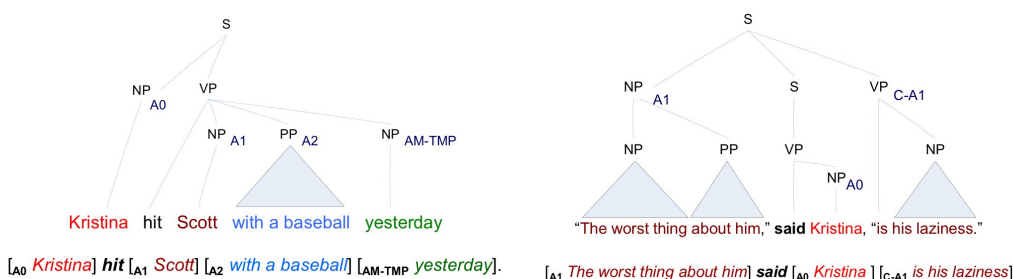 S
NP A0 VP
NP A1 PP A2 NP AM-TMP
Kristina hit Scott with a baseball yesterday
[A0 Kristina] hit [A1 Scott] [A2 with a baseball] [AM-TMP yesterday].
S
NP A1 S VP C-A1
NP PP VP NP
NP A0
“The worst thing about him,” said Kristina, “is his laziness.”
[A1 The worst thing about him] said [A0 Kristina ] [C-A1 is his laziness]